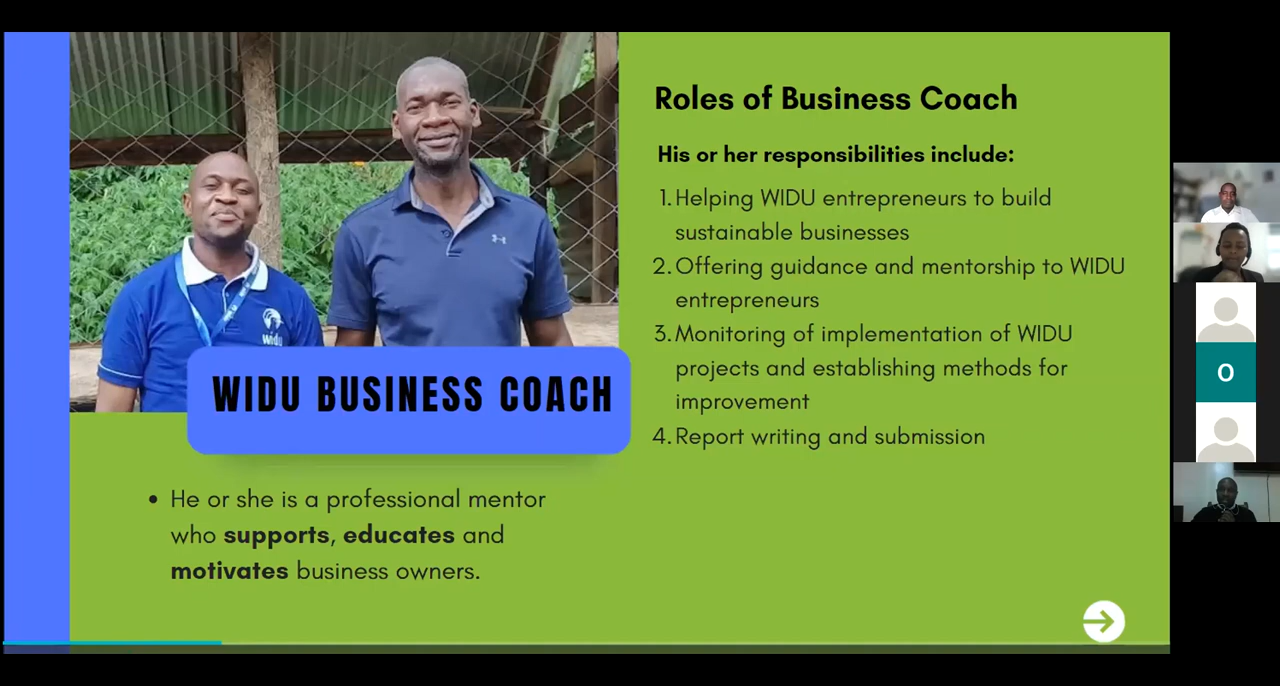 widu
WIDU BUSINESS COACH
• He or she is a professional mentor
who supports, educates and
motivates business owners.
Roles of Business Coach
His or her responsibilities include:
1. Helping WIDU entrepreneurs to build
sustainable businesses
2. Offering guidance and mentorship to WIDU
entrepreneurs
3. Monitoring of implementation of WIDU
projects and establishing methods for
improvement
4. Report writing and submission
O